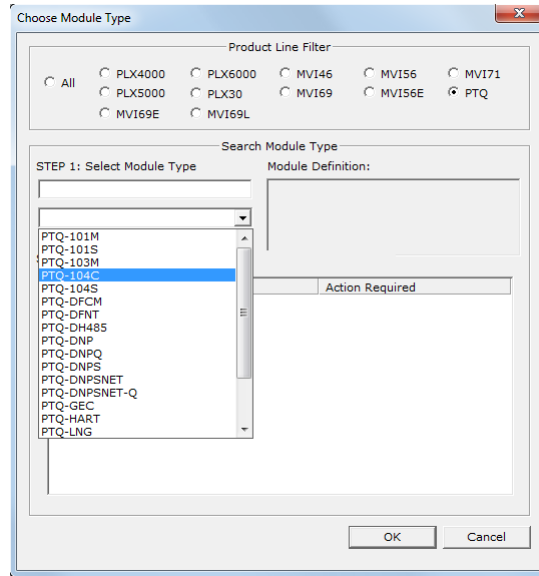 Choose Module Type
Product Line Filter
All
PLX4000 PLX6000 MVI46 MVI56 MVI71
PLX5000 PLX30 MVI69 MVI56E PTQ
MVI69E MVI69L
Search Module Type
STEP 1: Select Module Type Module Definition:
PTQ-101M
PTQ-101S
PTQ-103M
PTQ-104C
PTQ-104S
Action Required
PTQ-DFCM
PTQ-DFNT
PTQ-DH485
PTQ-DNP
PTQ-DNPQ
PTQ-DNPS
PTQ-DNPSNET
PTQ-DNPSNET-Q
PTQ-GEC
PTQ-HART
PTQ-LNG
OK Cancel